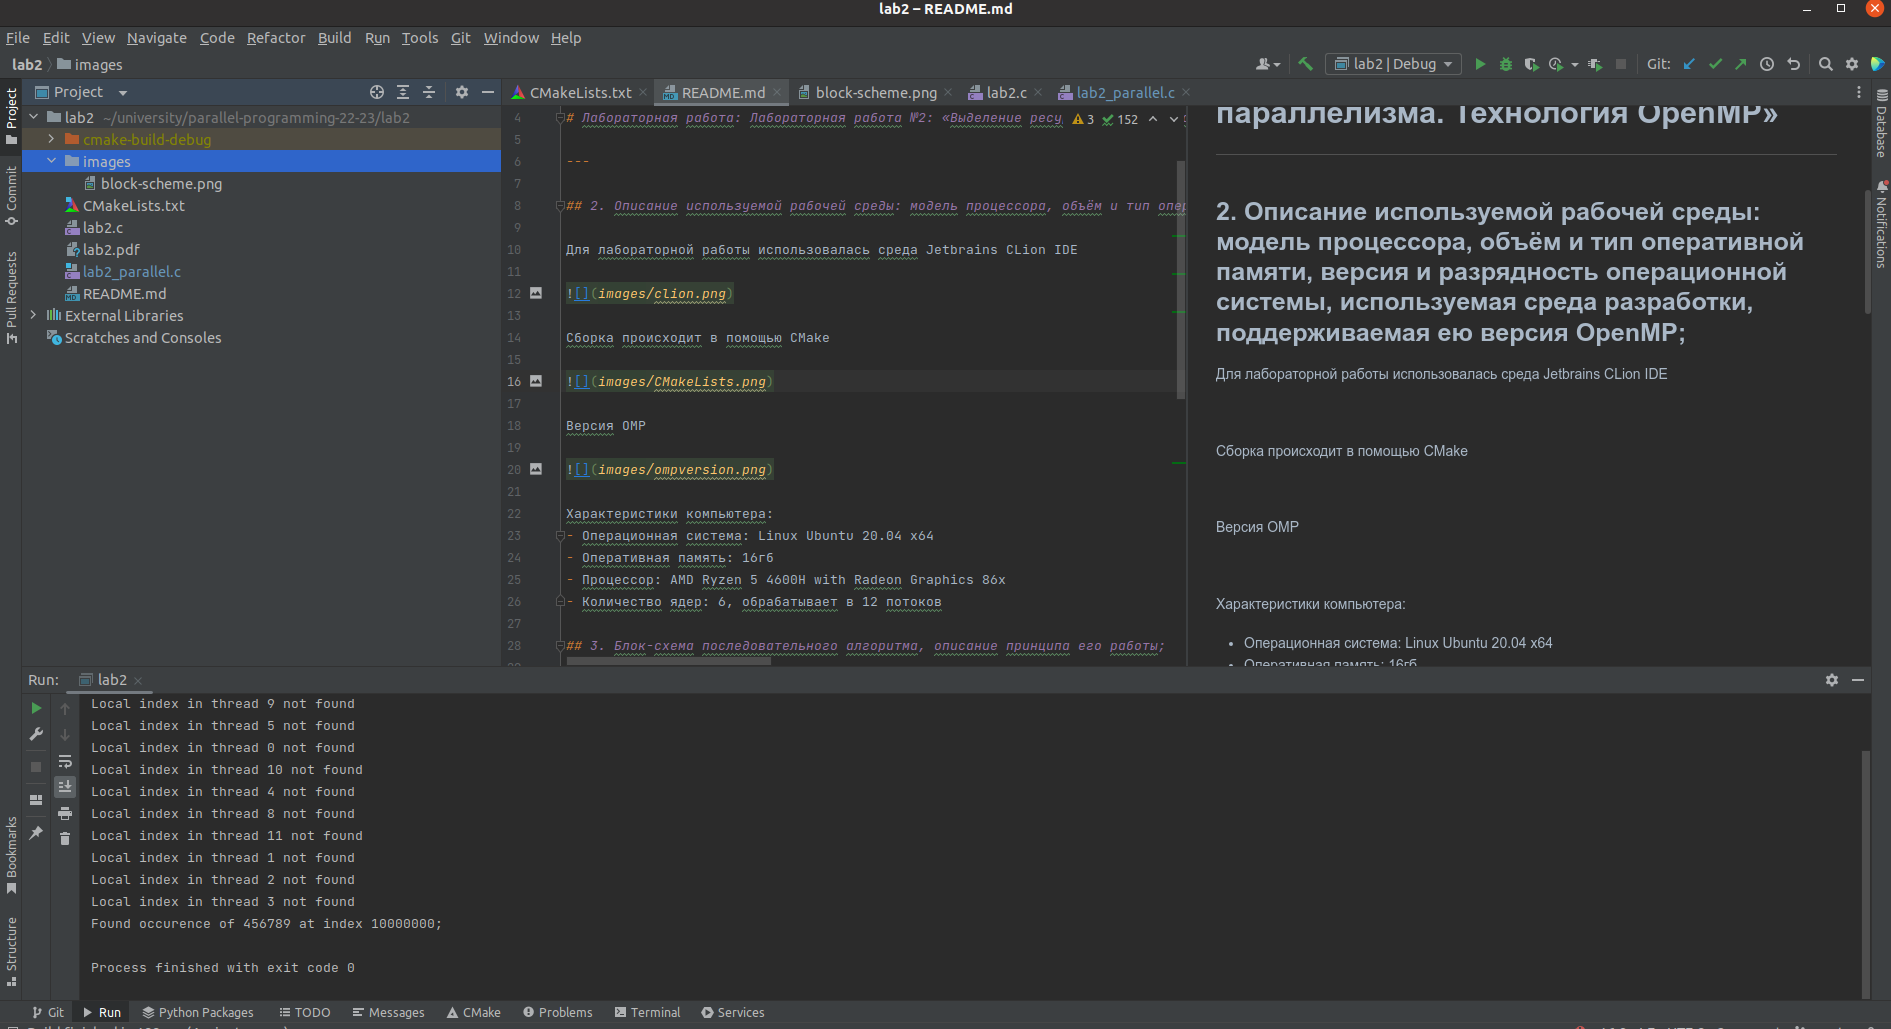 lab2 – README.md
File Edit View Navigate Code Refactor Build Run Tools Git Window Help
lab2 images
lab2 | Debug
Git:
Project
CMakeLists.txt README.md block-scheme.png lab2.c lab2_parallel.c
lab2 ~/university/parallel-programming-22-23/lab2
cmake-build-debug
images
block-scheme.png
CMakeLists.txt
lab2.c
lab2.pdf
lab2_parallel.c
README.md
External Libraries
Scratches and Consoles
Project
Commit
Pull Requests
Bookmarks
Structure
4 # Лабораторная работа: Лабораторная работа №2: «Выделение ресу
3 152
5
6 ---
7
8 ## 2. Описание используемой рабочей среды: модель процессора, объём и тип опер
9
10 Для лабораторной работы использовалась среда Jetbrains CLion IDE
11
12 ![](images/clion.png)
13
14 Сборка происходит в помощью CMake
15
16 ![](images/CMakeLists.png)
17
18 Версия OMP
19
20 ![](images/ompversion.png)
21
22 Характеристики компьютера:
23 - Операционная система: Linux Ubuntu 20.04 x64
24 - Оперативная память: 16гб
25 - Процессор: AMD Ryzen 5 4600H with Radeon Graphics 86x
26 - Количество ядер: 6, обрабатывает в 12 потоков
27
28 ## 3. Блок-схема последовательного алгоритма, описание принципа его работы;
параллелизма. Технология OpenMP»
2. Описание используемой рабочей среды:
модель процессора, объём и тип оперативной
памяти, версия и разрядность операционной
системы, используемая среда разработки,
поддерживаемая ею версия OpenMP;
Для лабораторной работы использовалась среда Jetbrains CLion IDE
Сборка происходит в помощью CMake
Версия OMP
Характеристики компьютера:
• Операционная система: Linux Ubuntu 20.04 x64
• Оперативная память: 16гб
Database
Notifications
Run: lab2
Local index in thread 9 not found
Local index in thread 5 not found
Local index in thread 0 not found
Local index in thread 10 not found
Local index in thread 4 not found
Local index in thread 8 not found
Local index in thread 11 not found
Local index in thread 1 not found
Local index in thread 2 not found
Local index in thread 3 not found
Found occurence of 456789 at index 10000000;
Process finished with exit code 0
Git Run Python Packages TODO Messages CMake Problems Terminal Services